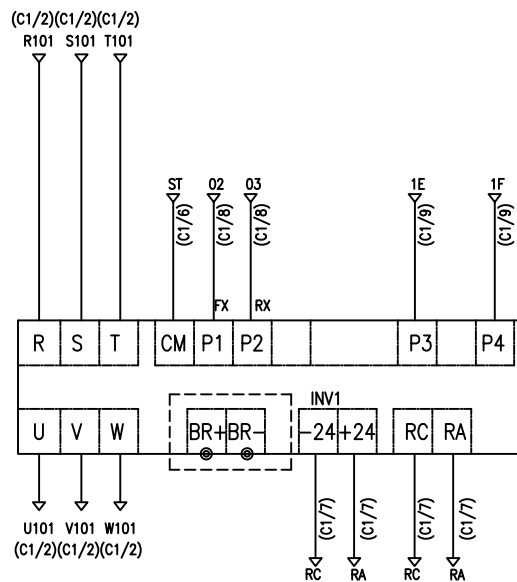 (C1/2)(C1/2)(C1/2)
R101 S101 T101
ST 02 03 1E 1F
(C1/6) (C1/8) (C1/8) (C1/9) (C1/9)
FX RX
R S T CM P1 P2 P3 P4
INV1
U V W BR+ BR- -24 +24 RC RA
(C1/7) (C1/7) (C1/7) (C1/7)
U101 V101 W101
(C1/2)(C1/2)(C1/2)
RC RA RC RA